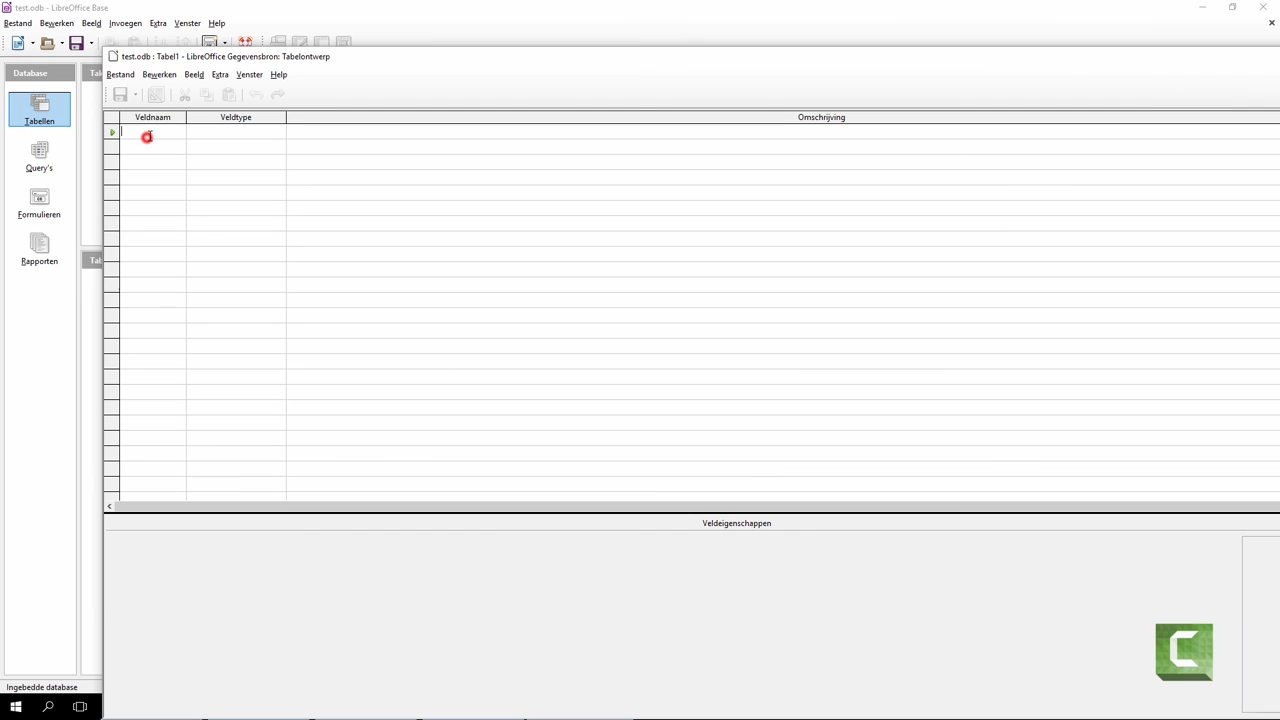 test.odb - LibreOffice Base
Bestand Bewerken Beeld Invoegen Extra Venster Help
test.odb : Tabel1 - LibreOffice Gegevensbron: Tabelontwerp
Bestand Bewerken Beeld Extra Venster Help
Database
Tabellen
Query's
Formulieren
Rapporten
Veldnaam Veldtype Omschrijving
Veldeigenschappen
Ingebedde database